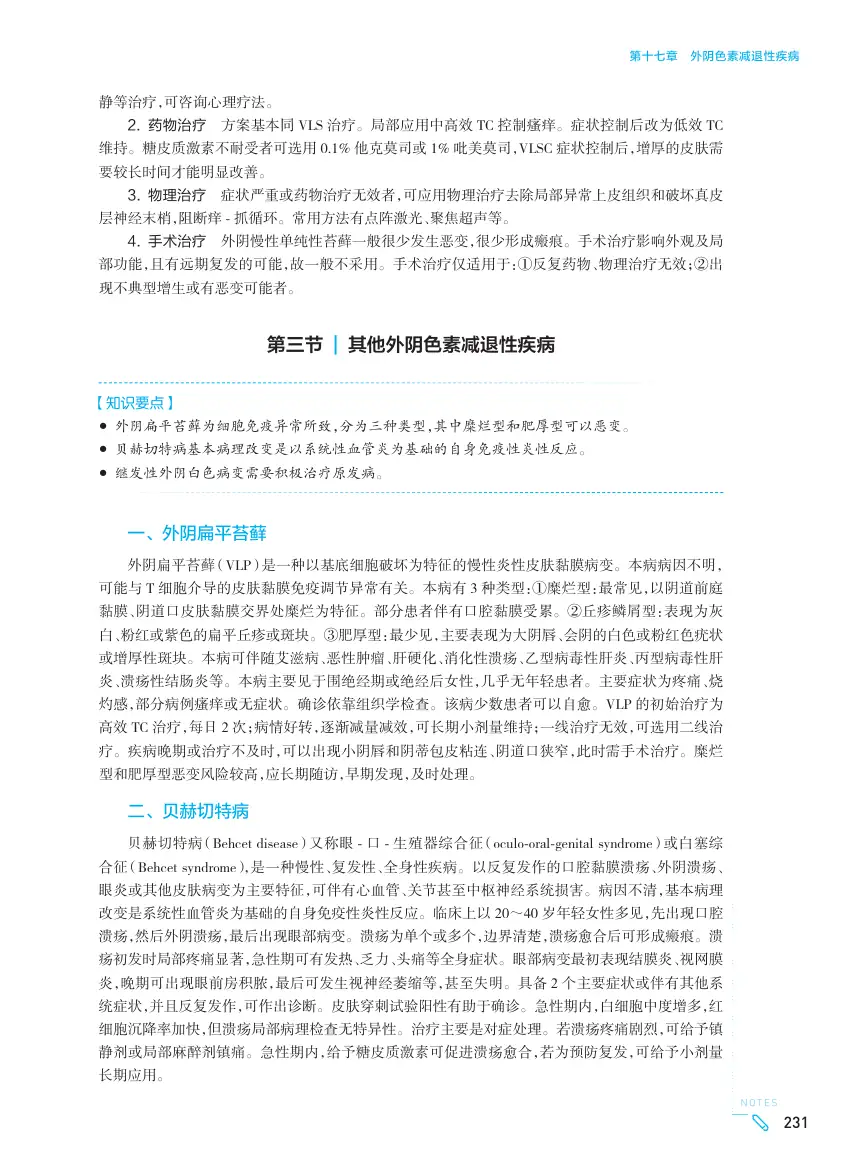 第十七章　外阴色素减退性疾病
静等治疗,可咨询心理疗法。
2. 药物治疗　方案基本同 VLS 治疗。局部应用中高效 TC 控制瘙痒。症状控制后改为低效 TC
维持。糖皮质激素不耐受者可选用 0.1% 他克莫司或 1% 吡美莫司,VLSC 症状控制后,增厚的皮肤需
要较长时间才能明显改善。
3. 物理治疗　症状严重或药物治疗无效者,可应用物理治疗去除局部异常上皮组织和破坏真皮
层神经末梢,阻断痒 - 抓循环。常用方法有点阵激光、聚焦超声等。
4. 手术治疗　外阴慢性单纯性苔藓一般很少发生恶变,很少形成瘢痕。手术治疗影响外观及局
部功能,且有远期复发的可能,故一般不采用。手术治疗仅适用于:①反复药物、物理治疗无效;②出
现不典型增生或有恶变可能者。
第三节 | 其他外阴色素减退性疾病
【知识要点】
● 外阴扁平苔藓为细胞免疫异常所致,分为三种类型,其中糜烂型和肥厚型可以恶变。
● 贝赫切特病基本病理改变是以系统性血管炎为基础的自身免疫性炎性反应。
● 继发性外阴白色病变需要积极治疗原发病。
一、外阴扁平苔藓
外阴扁平苔藓(VLP)是一种以基底细胞破坏为特征的慢性炎性皮肤黏膜病变。本病病因不明,
可能与 T 细胞介导的皮肤黏膜免疫调节异常有关。本病有 3 种类型:①糜烂型:最常见,以阴道前庭
黏膜、阴道口皮肤黏膜交界处糜烂为特征。部分患者伴有口腔黏膜受累。②丘疹鳞屑型:表现为灰
白、粉红或紫色的扁平丘疹或斑块。③肥厚型:最少见,主要表现为大阴唇、会阴的白色或粉红色疣状
或增厚性斑块。本病可伴随艾滋病、恶性肿瘤、肝硬化、消化性溃疡、乙型病毒性肝炎、丙型病毒性肝
炎、溃疡性结肠炎等。本病主要见于围绝经期或绝经后女性,几乎无年轻患者。主要症状为疼痛、烧
灼感,部分病例瘙痒或无症状。确诊依靠组织学检查。该病少数患者可以自愈。VLP 的初始治疗为
高效 TC 治疗,每日 2 次;病情好转,逐渐减量减效,可长期小剂量维持;一线治疗无效,可选用二线治
疗。疾病晚期或治疗不及时,可以出现小阴唇和阴蒂包皮粘连、阴道口狭窄,此时需手术治疗。糜烂
型和肥厚型恶变风险较高,应长期随访,早期发现,及时处理。
二、贝赫切特病
贝赫切特病(Behcet disease)又称眼 - 口 - 生殖器综合征(oculo-oral-genital syndrome)或白塞综
合征(Behcet syndrome),是一种慢性、复发性、全身性疾病。以反复发作的口腔黏膜溃疡、外阴溃疡、
眼炎或其他皮肤病变为主要特征,可伴有心血管、关节甚至中枢神经系统损害。病因不清,基本病理
改变是系统性血管炎为基础的自身免疫性炎性反应。临床上以 20～40 岁年轻女性多见,先出现口腔
溃疡,然后外阴溃疡,最后出现眼部病变。溃疡为单个或多个,边界清楚,溃疡愈合后可形成瘢痕。溃
疡初发时局部疼痛显著,急性期可有发热、乏力、头痛等全身症状。眼部病变最初表现结膜炎、视网膜
炎,晚期可出现眼前房积脓,最后可发生视神经萎缩等,甚至失明。具备 2 个主要症状或伴有其他系
统症状,并且反复发作,可作出诊断。皮肤穿刺试验阳性有助于确诊。急性期内,白细胞中度增多,红
细胞沉降率加快,但溃疡局部病理检查无特异性。治疗主要是对症处理。若溃疡疼痛剧烈,可给予镇
静剂或局部麻醉剂镇痛。急性期内,给予糖皮质激素可促进溃疡愈合,若为预防复发,可给予小剂量
长期应用。
NOTES
231